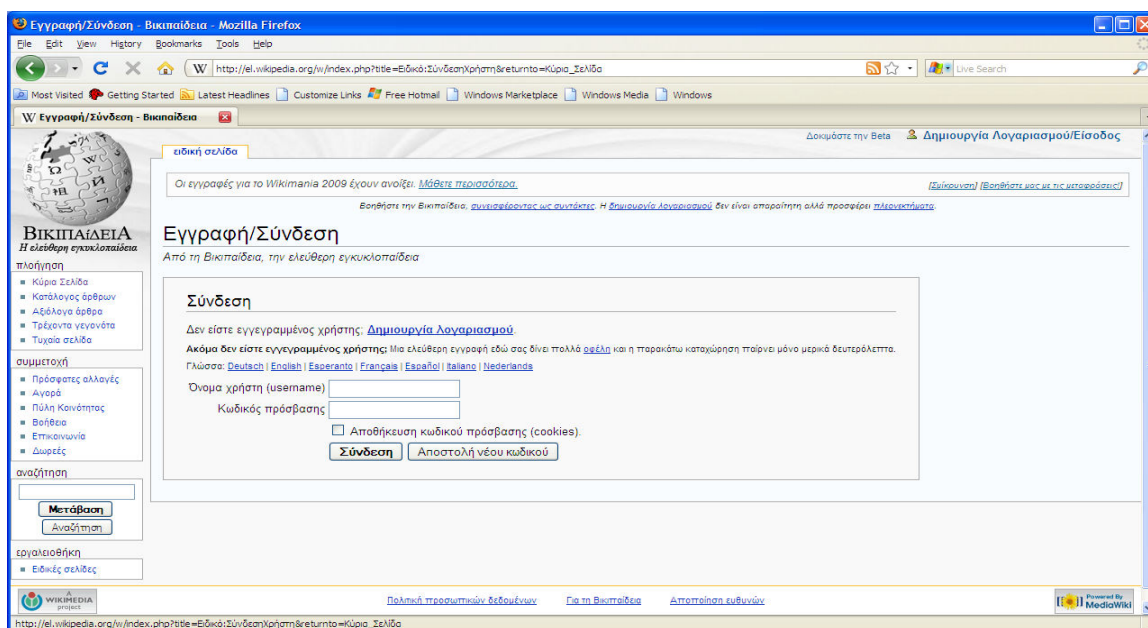 Εγγραφή/Σύνδεση - Βικιπαίδεια - Mozilla Firefox
File Edit View History Bookmarks Tools Help
W http://el.wikipedia.org/w/index.php?title=Ειδικό:ΣύνδεσηΧρήστη&returnto=Κύρια_Σελίδα Live Search
Most Visited Getting Started Latest Headlines Customize Links Free Hotmail Windows Marketplace Windows Media Windows
W Εγγραφή/Σύνδεση - Βικιπαίδεια
Δοκιμάστε την Beta Δημιουργία Λογαριασμού/Είσοδος
ειδική σελίδα
Οι εγγραφές για το Wikimania 2009 έχουν ανοίξει. Μάθετε περισσότερα.
[Σμίκρυνση] [Βοηθήστε μας με τις μεταφράσεις!]
Βοηθήστε την Βικιπαίδεια, συνεισφέροντας ως συντάκτες. Η δημιουργία λογαριασμού δεν είναι απαραίτητη αλλά προσφέρει πλεονεκτήματα.
ΒΙΚΙΠΑίΔΕΙΑ
Η ελεύθερη εγκυκλοπαίδεια
πλοήγηση
Κύρια Σελίδα
Κατάλογος άρθρων
Αξιόλογα άρθρα
Τρέχοντα γεγονότα
Τυχαία σελίδα
συμμετοχή
Πρόσφατες αλλαγές
Αγορά
Πύλη Κοινότητας
Βοήθεια
Επικοινωνία
Δωρεές
αναζήτηση
Μετάβαση
Αναζήτηση
εργαλειοθήκη
Ειδικές σελίδες
Εγγραφή/Σύνδεση
Από τη Βικιπαίδεια, την ελεύθερη εγκυκλοπαίδεια
Σύνδεση
Δεν είστε εγγεγραμμένος χρήστης; Δημιουργία λογαριασμού.
Ακόμα δεν είστε εγγεγραμμένος χρήστης; Μια ελεύθερη εγγραφή εδώ σας δίνει πολλά οφέλη και η παρακάτω καταχώρηση παίρνει μόνο μερικά δευτερόλεπτα.
Γλώσσα: Deutsch | English | Esperanto | Français | Español | Italiano | Nederlands
Όνομα χρήστη (username)
Κωδικός πρόσβασης
Αποθήκευση κωδικού πρόσβασης (cookies).
Σύνδεση Αποστολή νέου κωδικού
A WIKIMEDIA project
Πολιτική προσωπικών δεδομένων Για τη Βικιπαίδεια Αποποίηση ευθυνών
Powered By MediaWiki
http://el.wikipedia.org/w/index.php?title=Ειδικό:ΣύνδεσηΧρήστη&returnto=Κύρια_Σελίδα